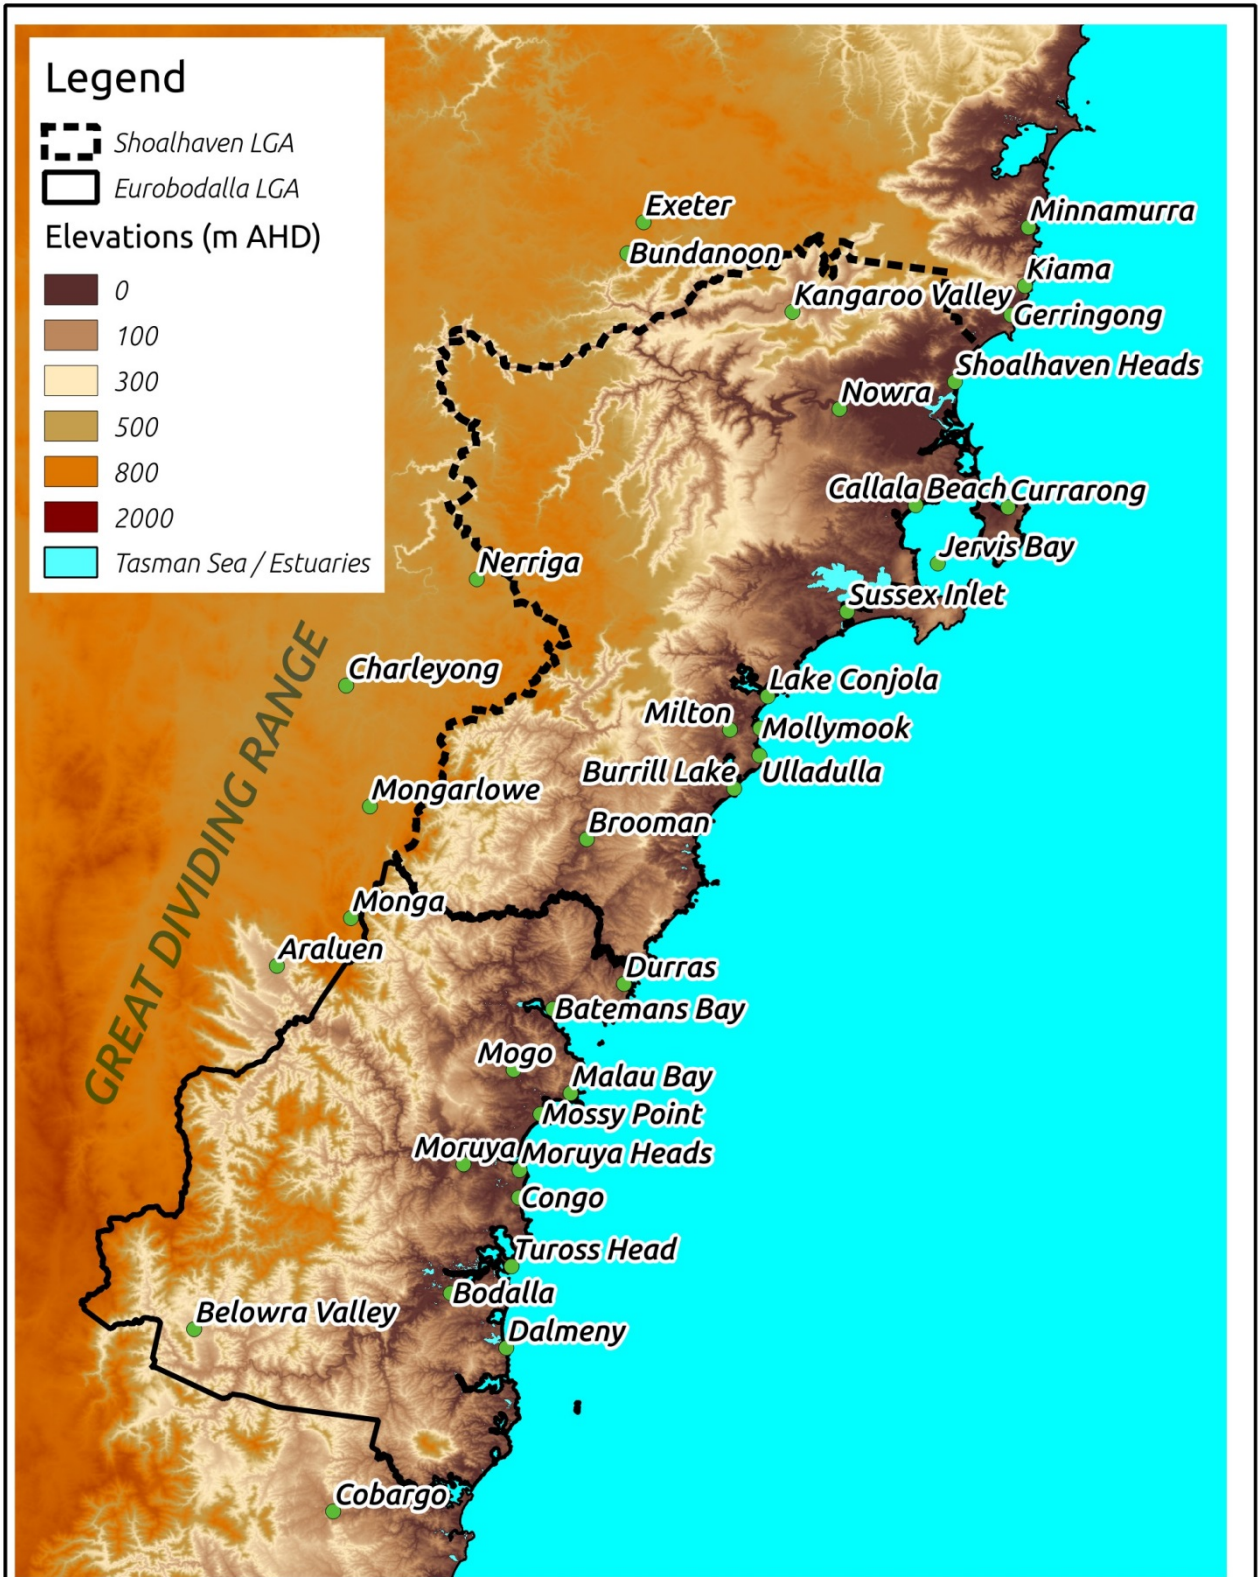 Legend
Shoalhaven LGA
Eurobodalla LGA
Elevations (m AHD)
0
100
300
500
800
2000
Tasman Sea / Estuaries
Exeter
Minnamurra
Bundanoon
Kiama
Kangaroo Valley
Gerringong
Shoalhaven Heads
Nowra
Callala Beach
Currarong
Jervis Bay
Nerriga
Sussex Inlet
GREAT DIVIDING RANGE
Charleyong
Lake Conjola
Milton
Mollymook
Burrill Lake
Ulladulla
Mongarlowe
Brooman
Monga
Araluen
Durras
Batemans Bay
Mogo
Malau Bay
Mossy Point
Moruya
Moruya Heads
Congo
Tuross Head
Bodalla
Belowra Valley
Dalmeny
Cobargo